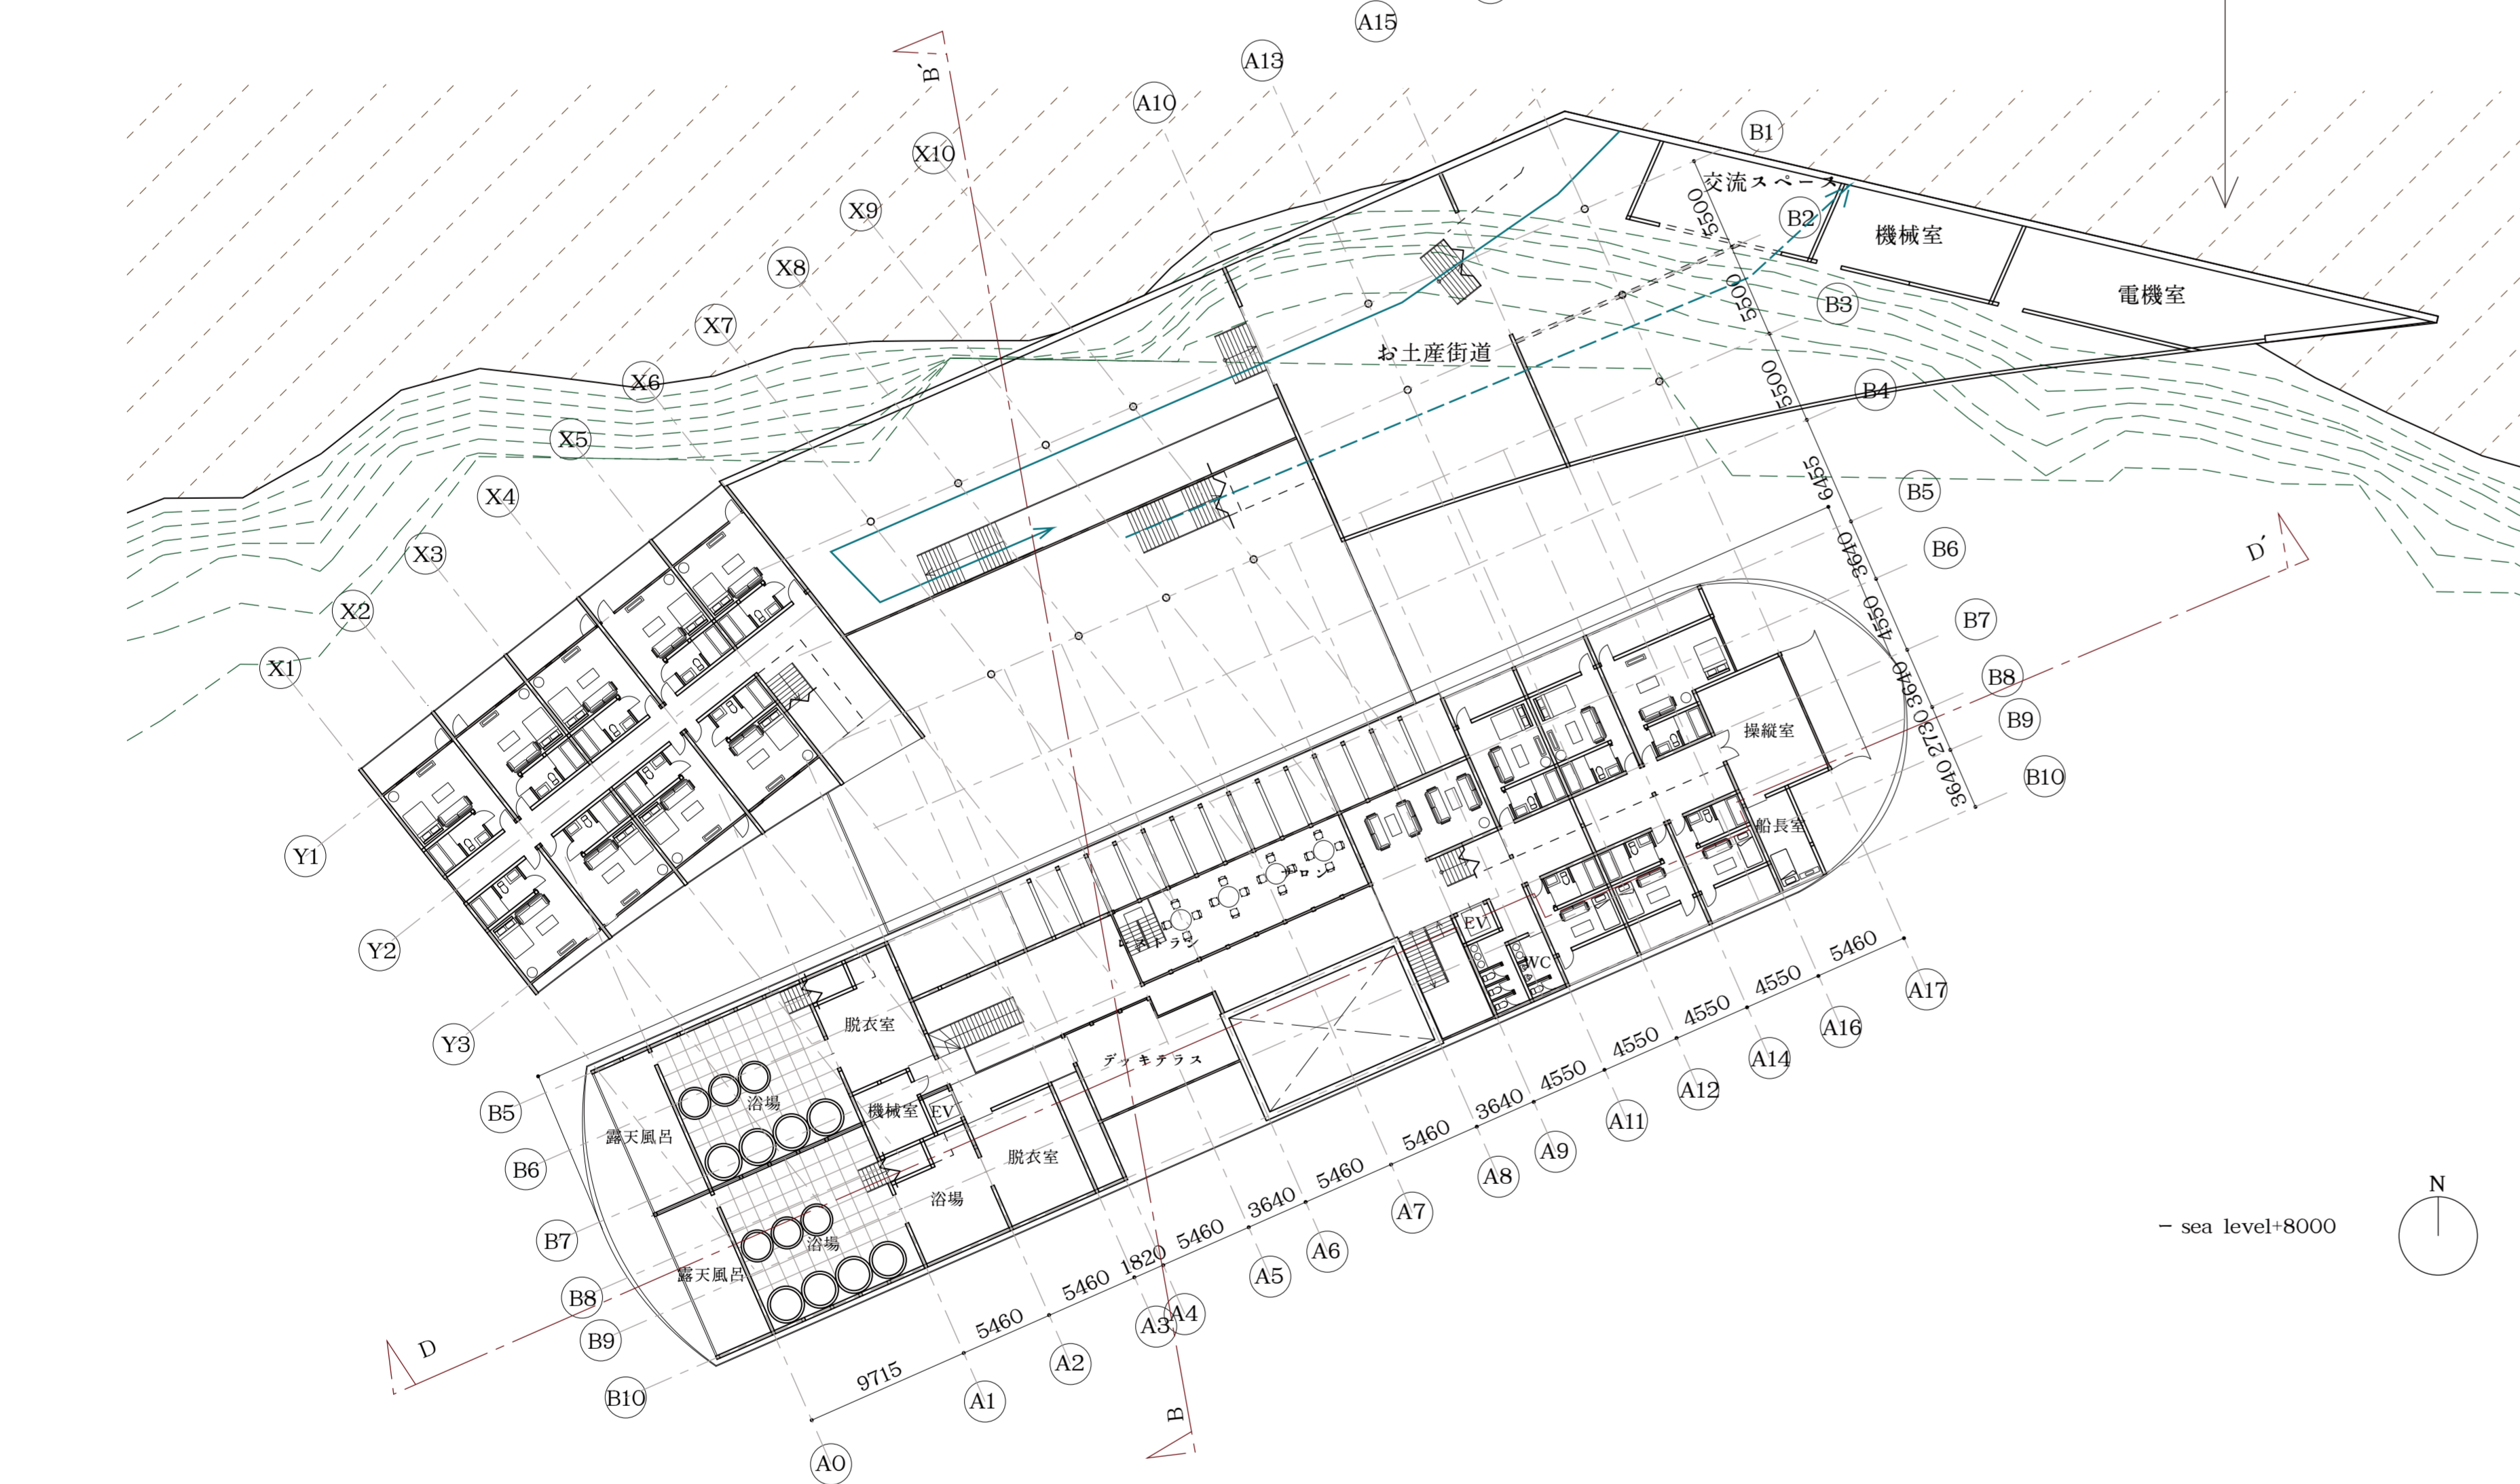 A15
A13
A10
B´
X10
X9
X8
X7
X6
X5
X4
X3
X2
X1
Y1
Y2
Y3
B1
B2
B3
B4
B5
B6
B7
B8
B9
B10
交流スペース
機械室
電機室
お土産街道
5500
5500
5500
6455
3640
4550
3640
2730
3640
D´
操縦室
船長室
サロン
レストラン
EV
WC
デッキテラス
脱衣室
機械室
EV
脱衣室
浴場
浴場
露天風呂
浴場
露天風呂
B5
B6
B7
B8
B9
B10
D
9715
5460
5460
1820
5460
3640
5460
5460
3640
4550
4550
4550
4550
5460
A0
A1
A2
A3
A4
A5
A6
A7
A8
A9
A11
A12
A14
A16
A17
B
N
− sea level+8000